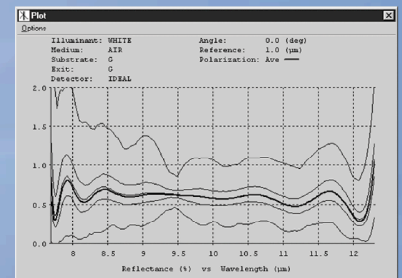 Plot
Options
Illuminant: WHITE Angle: 0.0 (deg)
Medium: AIR Reference: 1.0 (µm)
Substrate: G Polarization: Ave
Exit: G
Detector: IDEAL
2.0
1.5
1.0
0.5
0.0
8 8.5 9 9.5 10 10.5 11 11.5 12
Reflectance (%) vs Wavelength (µm)